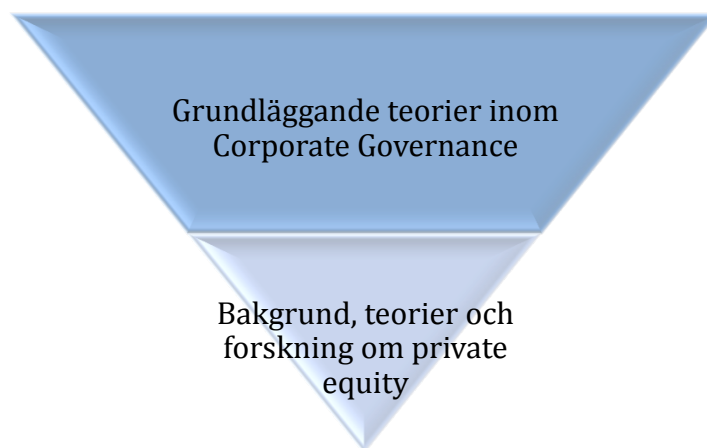 Grundläggande teorier inom
Corporate Governance
Bakgrund, teorier och
forskning om private
equity